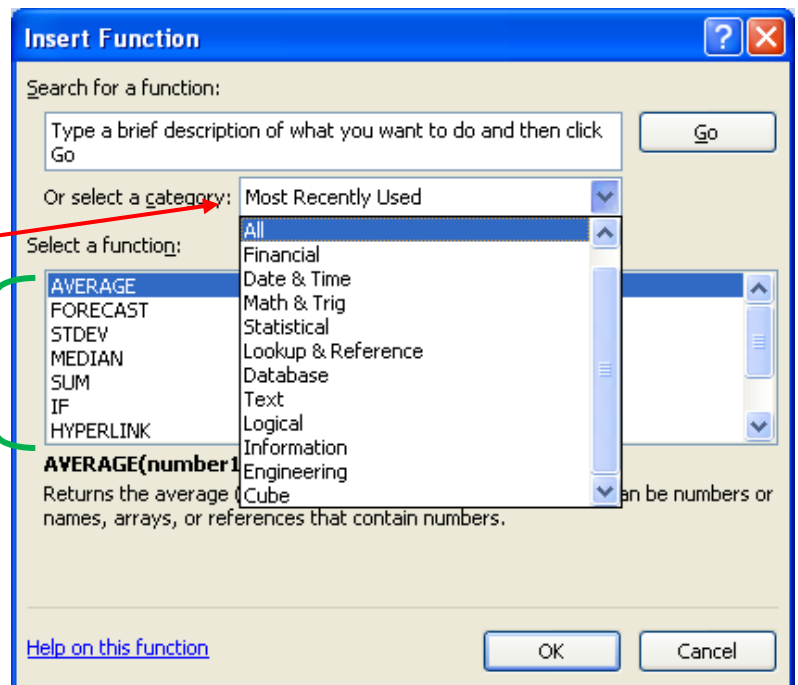 Insert Function
Search for a function:
Type a brief description of what you want to do and then click
Go
Go
Or select a category: Most Recently Used
All
Financial
Date & Time
Math & Trig
Statistical
Lookup & Reference
Database
Text
Logical
Information
Engineering
Cube
Select a function:
AVERAGE
FORECAST
STDEV
MEDIAN
SUM
IF
HYPERLINK
AVERAGE(number1
Returns the average ( an be numbers or
names, arrays, or references that contain numbers.
Help on this function
OK
Cancel